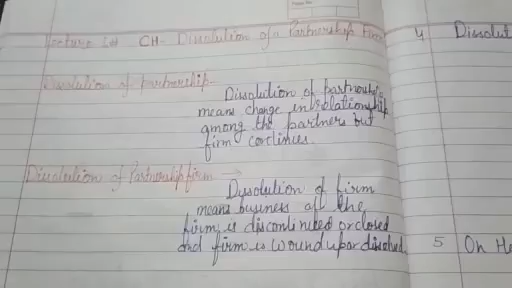 Lecture 1st CH- Dissolution of a Partnership Firm
Dissolution of partnership
Dissolution of partnership
means change in relationship
among the partners but
firm continues.
Dissolution of Partnership firm →
Dissolution of firm
means business of the
firm is discontinued or closed
and firm is wound up or dissolved
4 Dissolut
5 On He